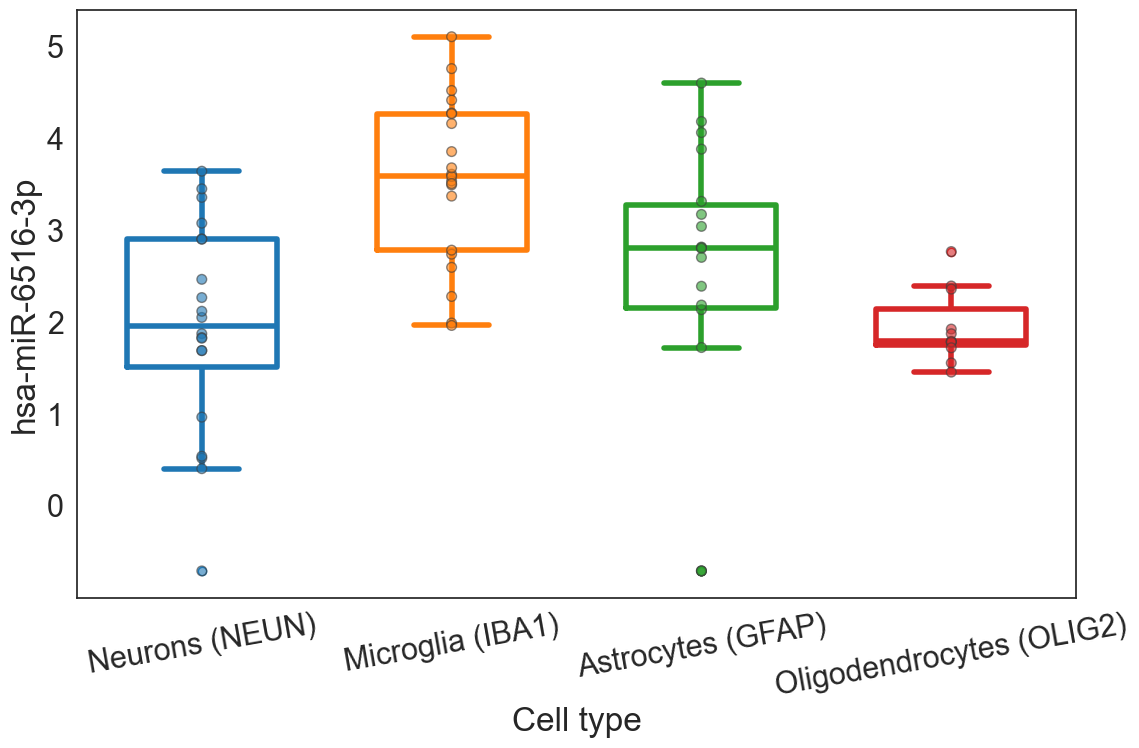 hsa-miR-6516-3p
5
4
3
2
1
0
Neurons (NEUN)
Microglia (IBA1)
Astrocytes (GFAP)
Oligodendrocytes (OLIG2)
Cell type